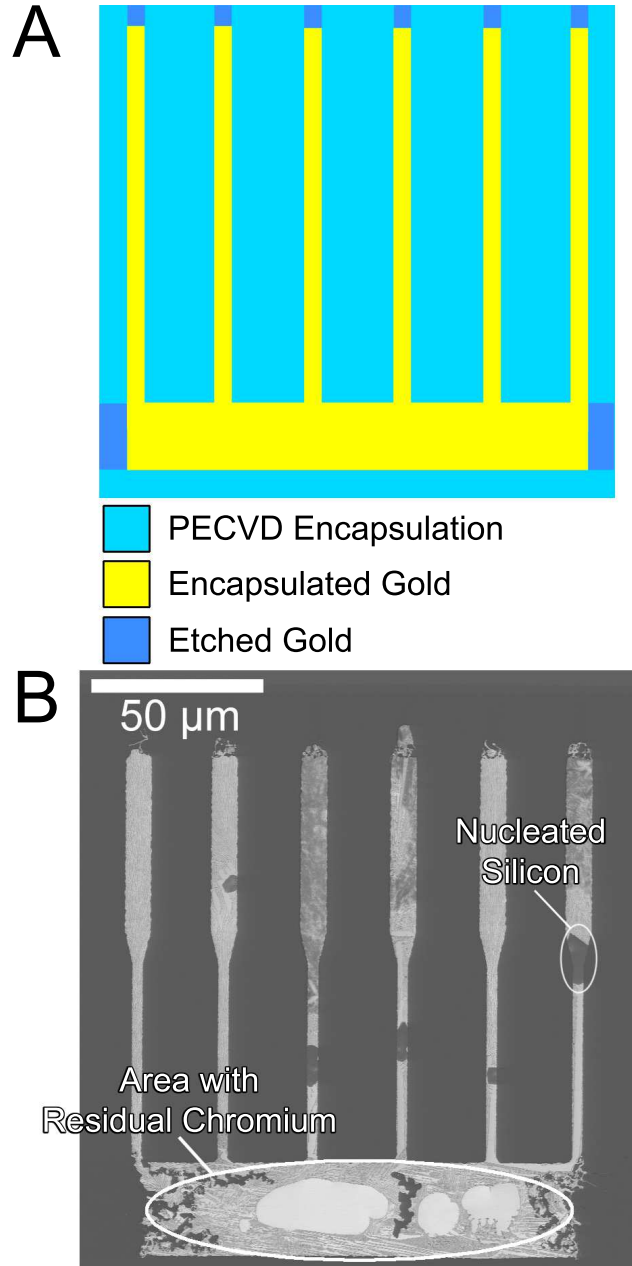 A
PECVD Encapsulation
Encapsulated Gold
Etched Gold
B
50 µm
Nucleated
Silicon
Area with
Residual Chromium